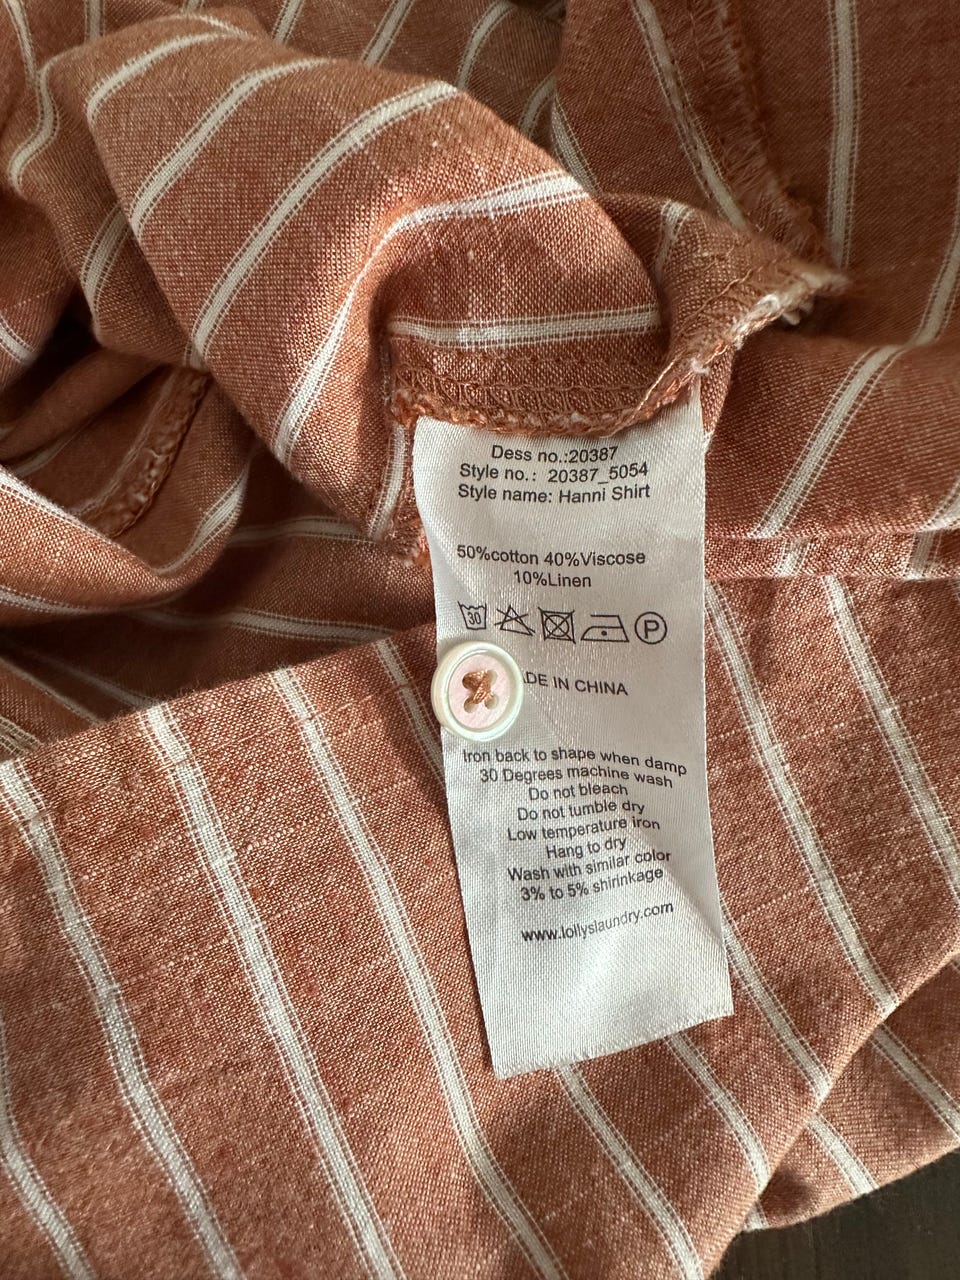 Dess no.:20387
Style no.: 20387_5054
Style name: Hanni Shirt
50%cotton 40%Viscose
10%Linen
30 P
DE IN CHINA
Iron back to shape when damp
30 Degrees machine wash
Do not bleach
Do not tumble dry
Low temperature iron
Hang to dry
Wash with similar color
3% to 5% shirinkage
www.lollyslaundry.com